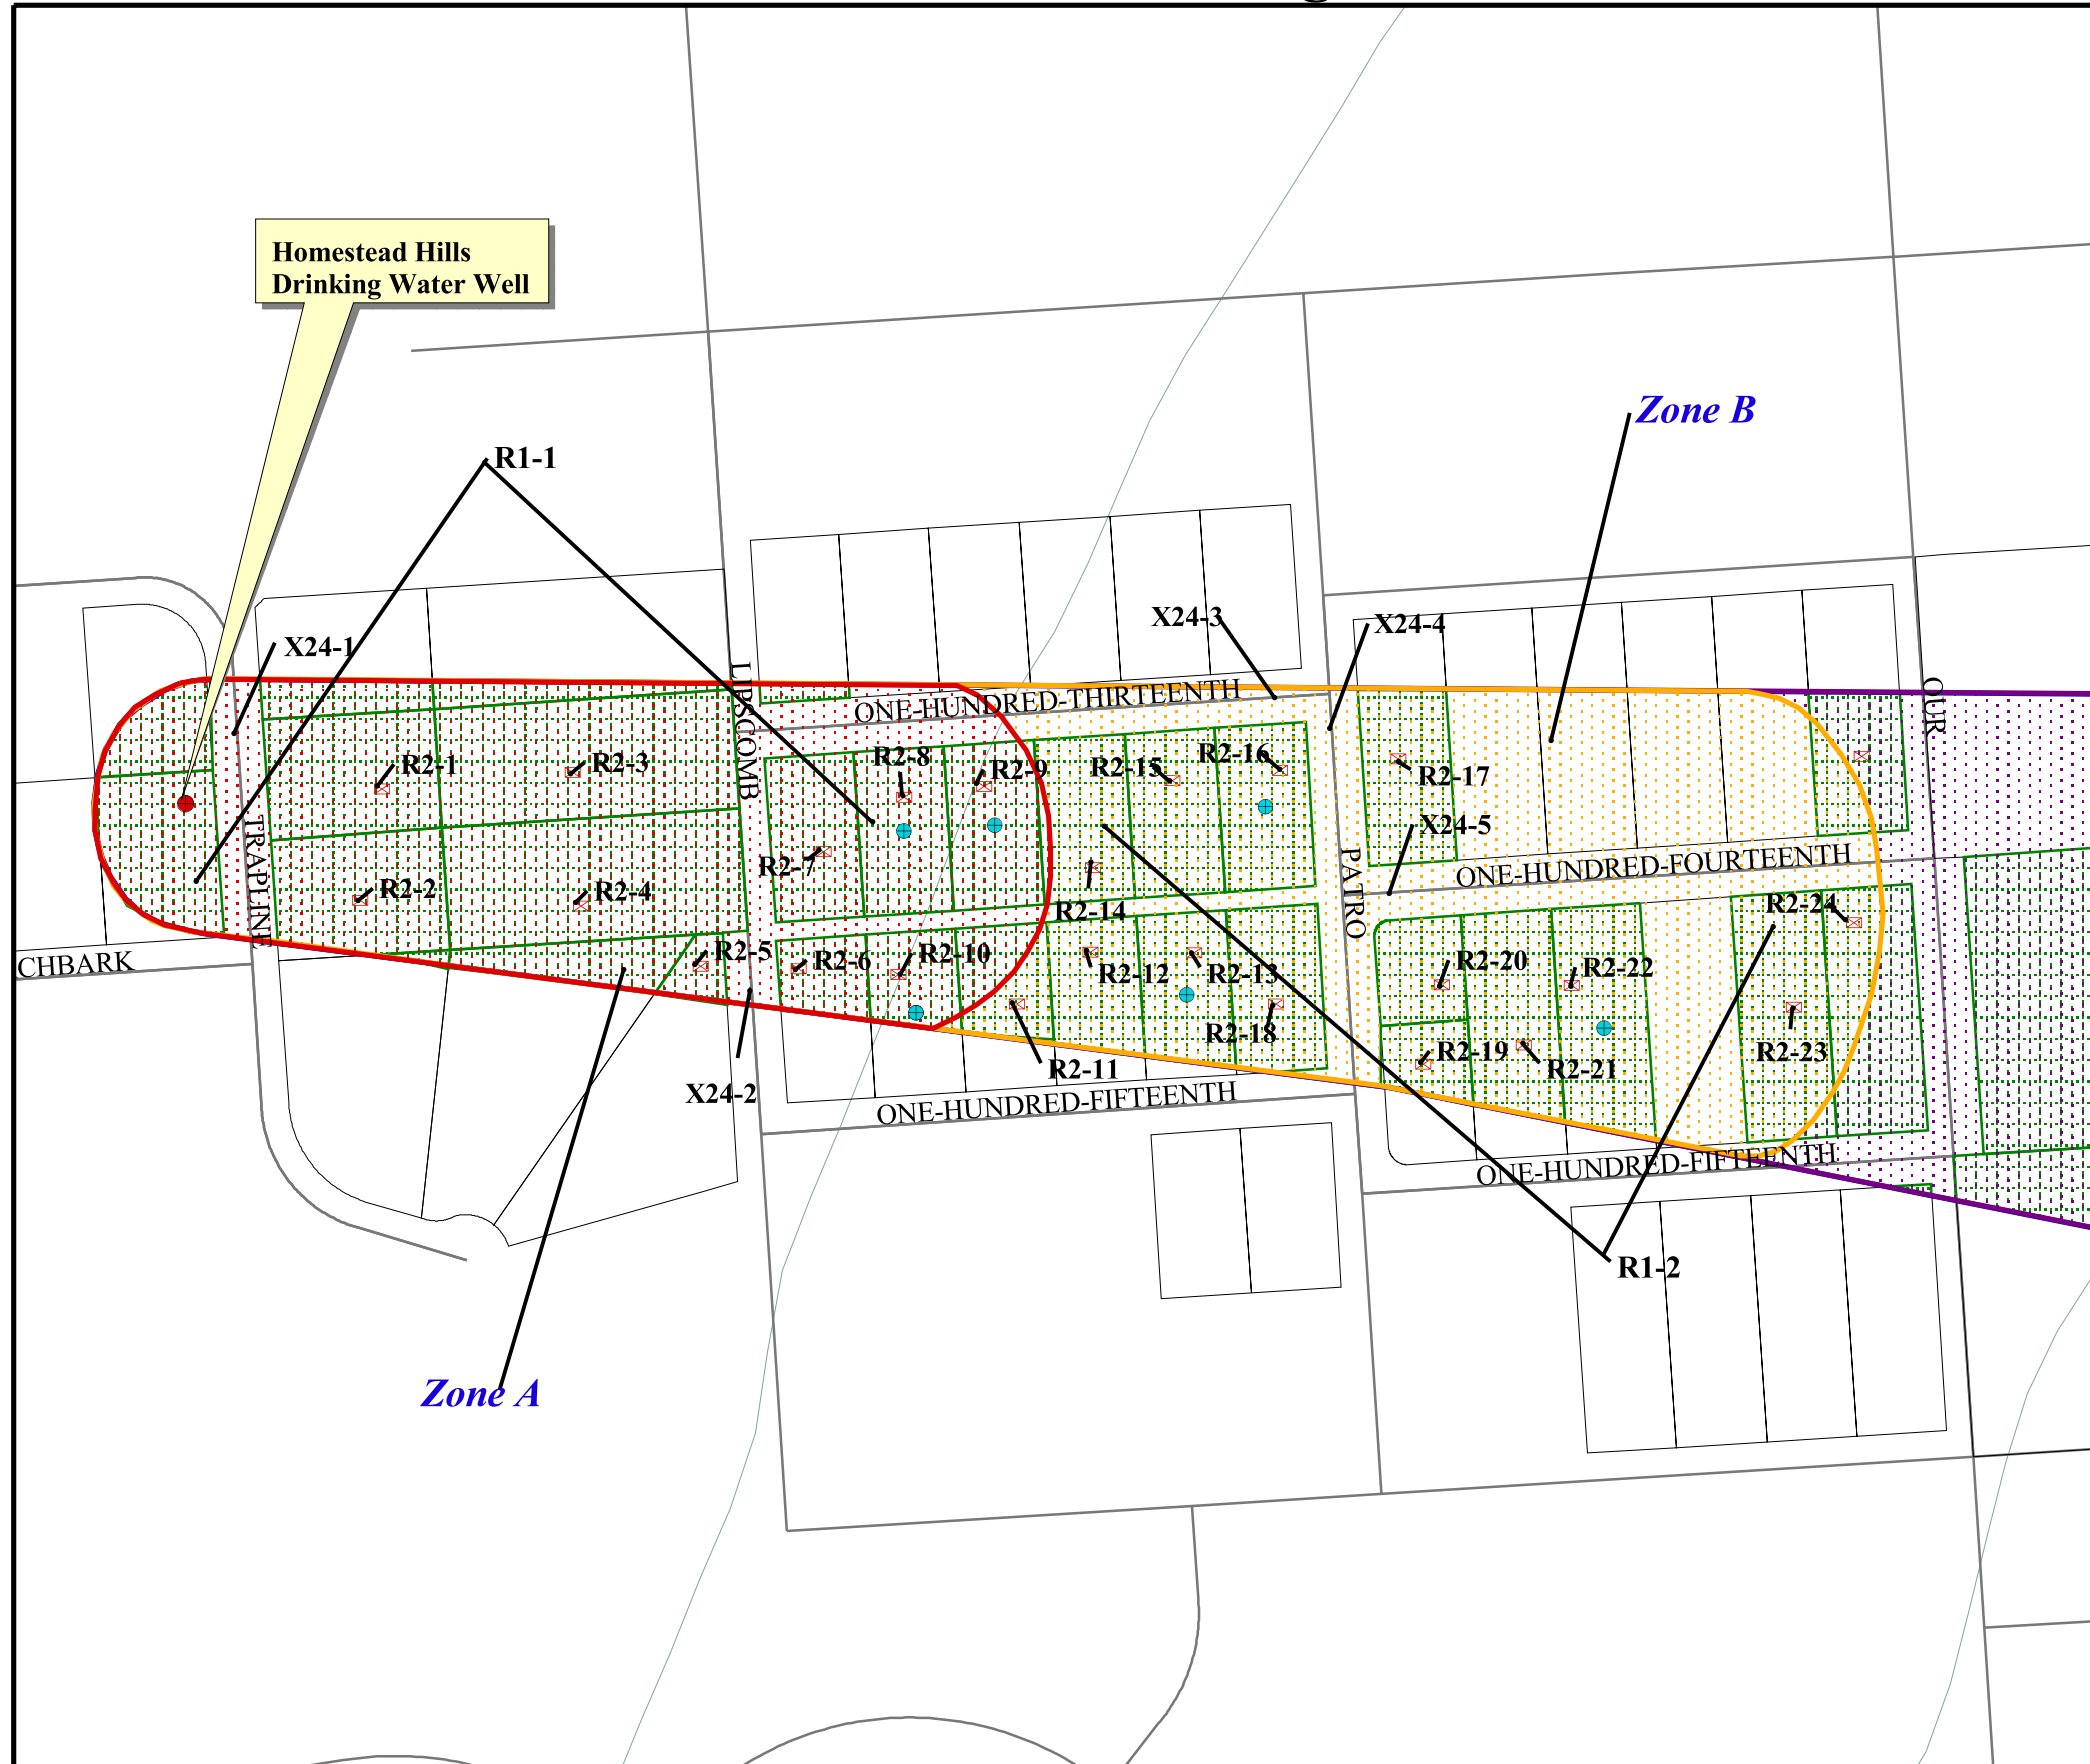 Homestead Hills
Drinking Water Well
Zone B
R1-1
X24-3
X24-4
X24-1
LIPSCOMB
OUR
ONE-HUNDRED-THIRTEENTH
R2-1
R2-3
R2-8
R2-9
R2-15
R2-16
R2-17
X24-5
TRAPLINE
R2-7
PATRO
ONE-HUNDRED-FOURTEENTH
R2-2
R2-4
R2-14
R2-24
CHBARK
R2-5
R2-6
R2-10
R2-12
R2-13
R2-20
R2-22
R2-18
R2-19
R2-21
R2-23
R2-11
X24-2
ONE-HUNDRED-FIFTEENTH
ONE-HUNDRED-FIFTEENTH
R1-2
Zone A